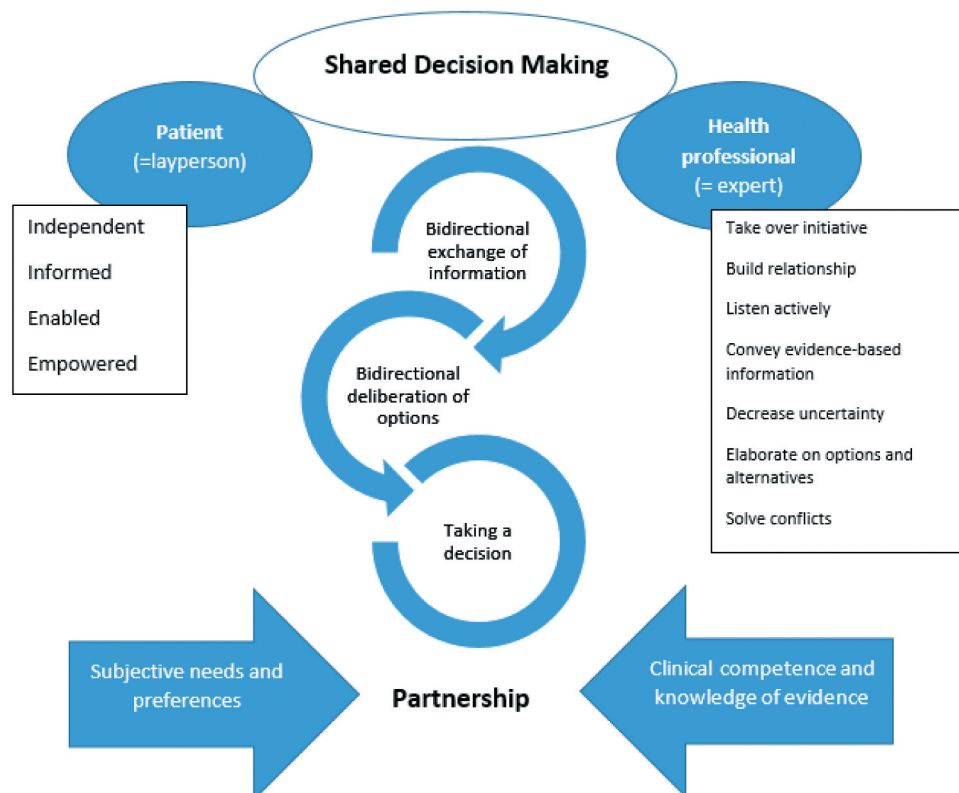 Shared Decision Making
Patient
(=layperson)
Health
professional
(= expert)
Independent
Informed
Enabled
Empowered
Bidirectional
exchange of
information
Bidirectional
deliberation of
options
Taking a
decision
Take over initiative
Build relationship
Listen actively
Convey evidence-based
information
Decrease uncertainty
Elaborate on options and
alternatives
Solve conflicts
Subjective needs and
preferences
Partnership
Clinical competence and
knowledge of evidence